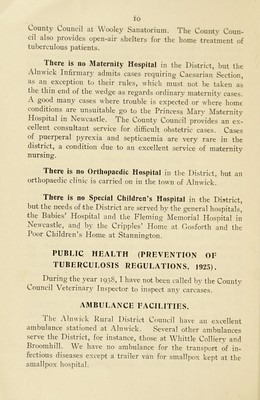 10
County Council at Wooley Sanatorium. The County Coun-
cil also provides open-air shelters for the home treatment of
tuberculous patients.
There is no Maternity Hospital in the District, but the
Alnwick Infirmary admits cases requiring Caesarian Section,
as an exception to their rules, which must not be taken as
the thin end of the wedge as regards ordinary maternity cases.
A good many cases where trouble is expected or where home
conditions are unsuitable go to the Princess Mary Maternity
Hospital in Newcastle. The County Council provides an ex-
cellent consultant service for difficult obstetric cases. Cases
of puerperal pyrexia and septicaemia are very rare in the
district, a condition due to an excellent service of maternity
nursing.
There is no Orthopaedic Hospital in the District, but an
orthopaedic clinic is carried on in the town of Alnwick.
There is no Special Children's Hospital in the District,
but the needs of the District are served by the general hospitals,
the Babies' Hospital and the Fleming Memorial Hospital in
Newcastle, and by the Cripples' Home at Gosforth and the
Poor Children's Home at Stannington.
PUBLIC HEALTH (PREVENTION OF
TUBERCULOSIS REGULATIONS, 1925).
During the year 1938, I have not been called by the County
Council Veterinary Inspector to inspect any carcases.
AMBULANCE FACILITIES.
The Alnwick Rural District Council have an excellent
ambulance stationed at Alnwick. Several other ambulances
serve the District, for instance, those at Whittle Colliery and
Broomhill. We have no ambulance for the transport of in-
fectious diseases except a trailer van for smallpox kept at the
smallpox hospital.